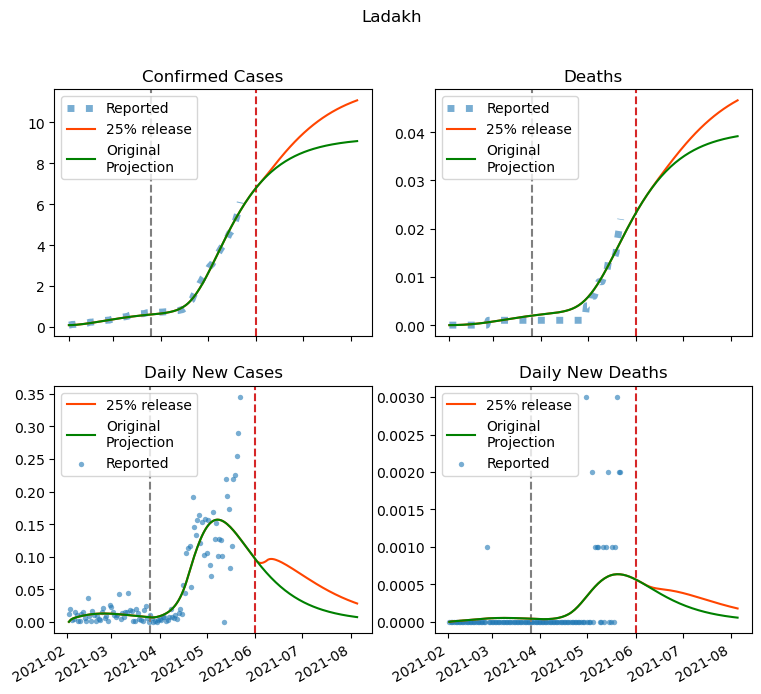 Ladakh
Confirmed Cases
Reported
25% release
Original
Projection
0
2
4
6
8
10
Deaths
Reported
25% release
Original
Projection
0.00
0.01
0.02
0.03
0.04
Daily New Cases
25% release
Original
Projection
Reported
0.35
0.30
0.25
0.20
0.15
0.10
0.05
0.00
2021-02
2021-03
2021-04
2021-05
2021-06
2021-07
2021-08
Daily New Deaths
25% release
Original
Projection
Reported
0.0030
0.0025
0.0020
0.0015
0.0010
0.0005
0.0000
2021-02
2021-03
2021-04
2021-05
2021-06
2021-07
2021-08